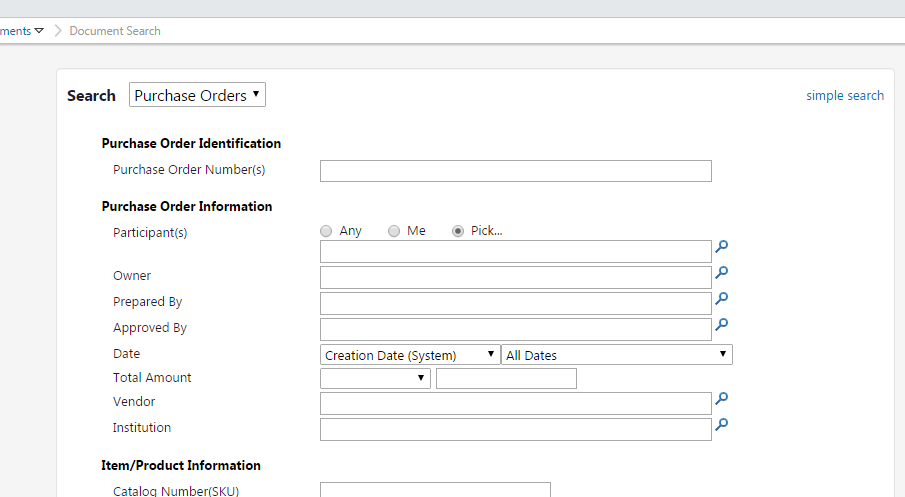 ments Document Search
Search Purchase Orders simple search
Purchase Order Identification
Purchase Order Number(s)
Purchase Order Information
Participant(s) Any Me Pick...
Owner
Prepared By
Approved By
Date Creation Date (System) All Dates
Total Amount
Vendor
Institution
Item/Product Information
Catalog Number(SKU)